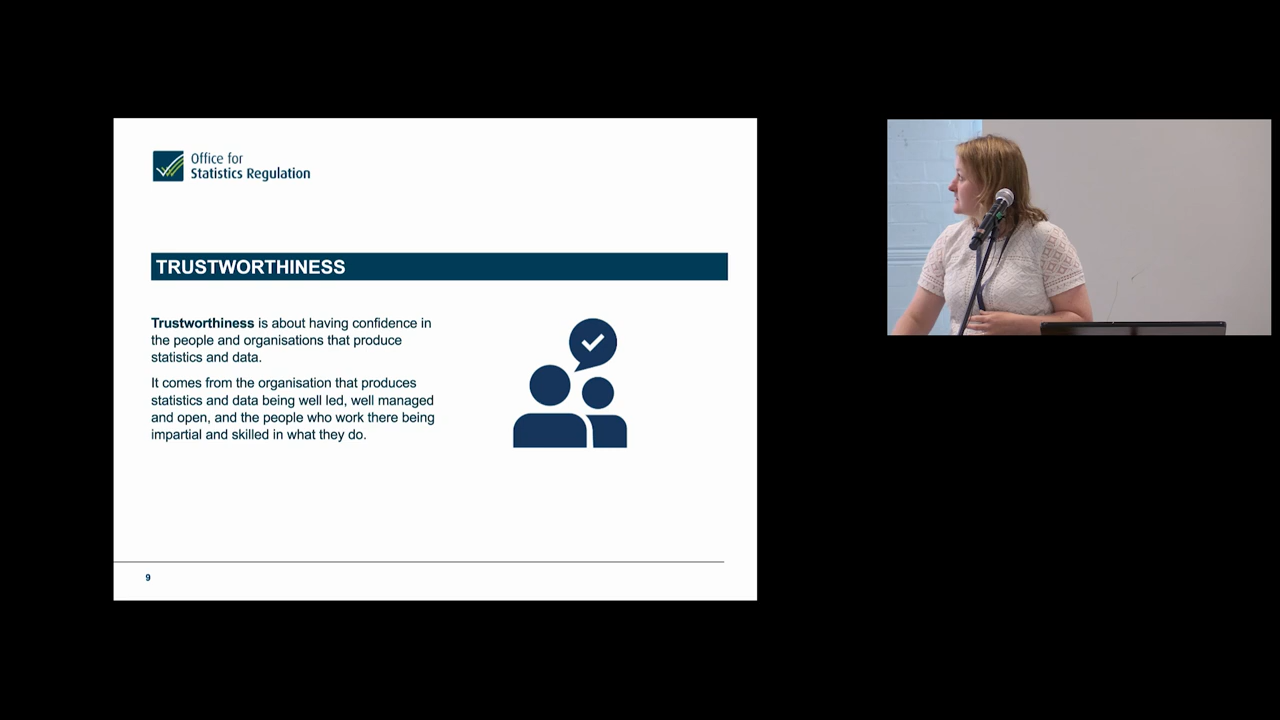 Office for
Statistics Regulation
TRUSTWORTHINESS
Trustworthiness is about having confidence in
the people and organisations that produce
statistics and data.
It comes from the organisation that produces
statistics and data being well led, well managed
and open, and the people who work there being
impartial and skilled in what they do.
9